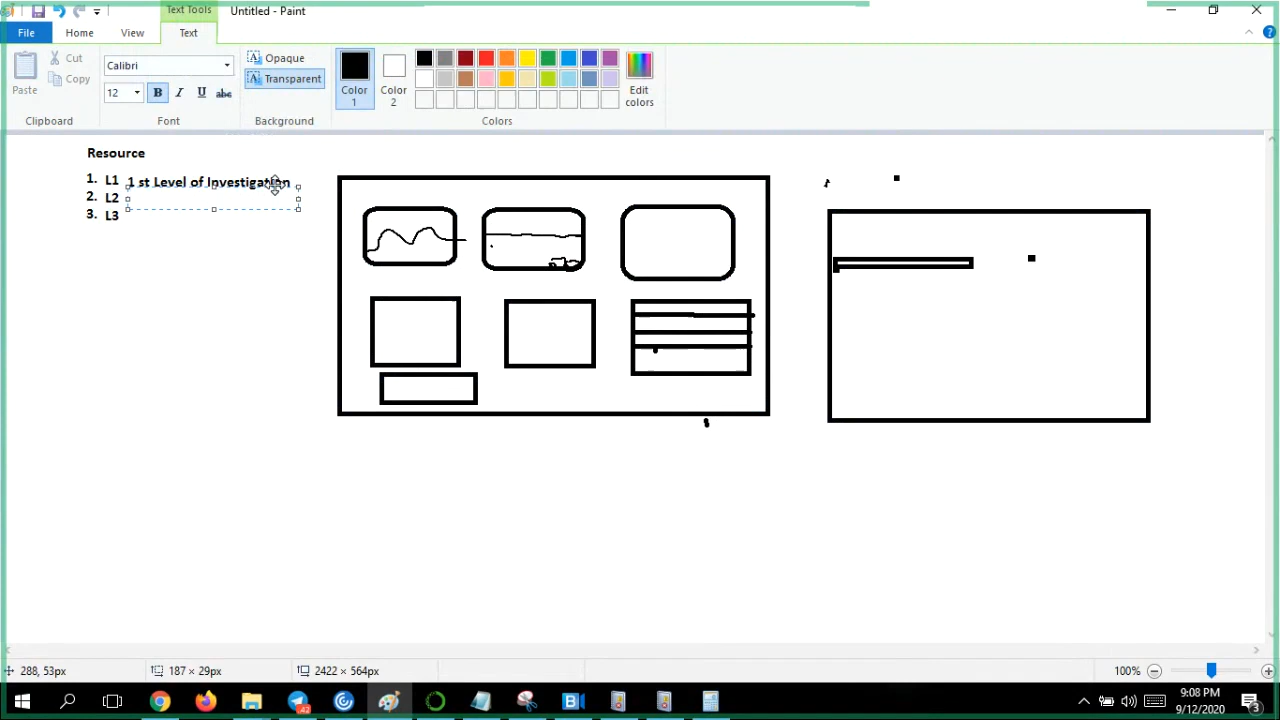 Text Tools
Untitled - Paint
File
Home
View
Text
Paste
Cut
Copy
Clipboard
Calibri
12
B
I
U
abc
Font
A Opaque
A Transparent
Background
Color 1
Color 2
Edit colors
Colors
Resource
1. L1 1 st Level of Investigation
2. L2
3. L3
288, 53px
187 × 29px
2422 × 564px
100%
42
B
9:08 PM
9/12/2020
3